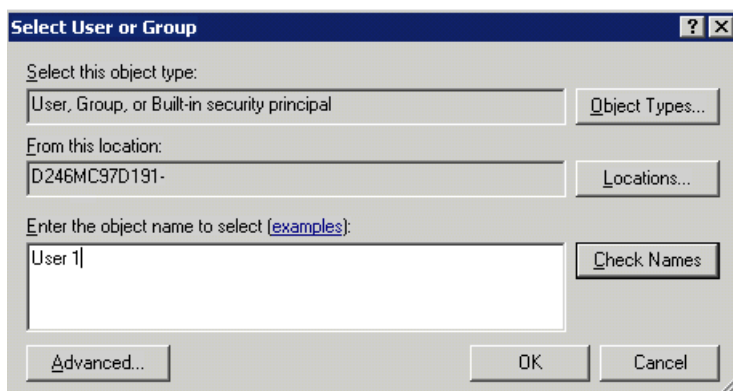 Select User or Group
Select this object type:
User, Group, or Built-in security principal
Object Types...
From this location:
D246MC97D191-
Locations...
Enter the object name to select (examples):
User 1
Check Names
Advanced...
OK
Cancel